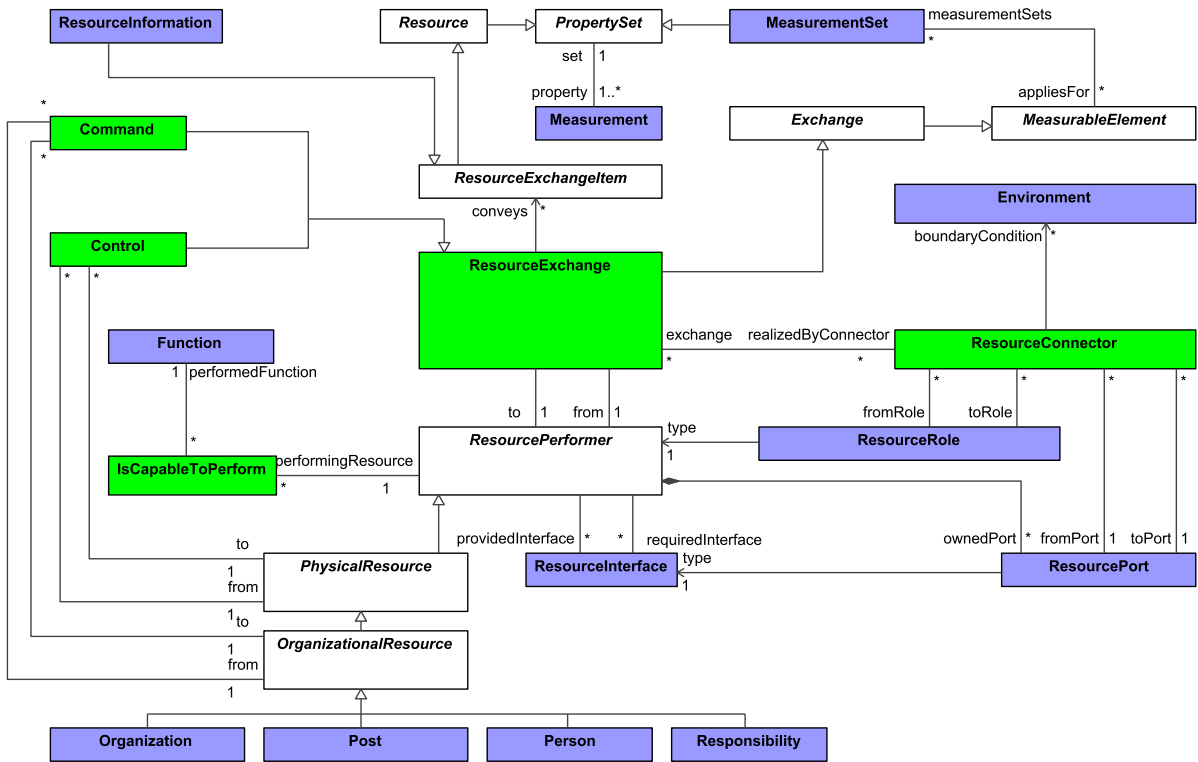 ResourceInformation
Resource
PropertySet
MeasurementSet
measurementSets
*
set 1
property 1..*
appliesFor *
*
Command
*
Measurement
Exchange
MeasurableElement
ResourceExchangeItem
conveys *
Environment
boundaryCondition *
Control
* *
ResourceExchange
exchange
*
realizedByConnector
*
ResourceConnector
* * * *
Function
1 performedFunction
*
to 1 from 1
fromRole toRole
ResourcePerformer
type
1
ResourceRole
IsCapableToPerform
performingResource
* 1
providedInterface * * requiredInterface
ownedPort * fromPort 1 toPort 1
to
1
PhysicalResource
from
1
ResourceInterface
type
1
ResourcePort
to
1
OrganizationalResource
from
1
Organization
Post
Person
Responsibility